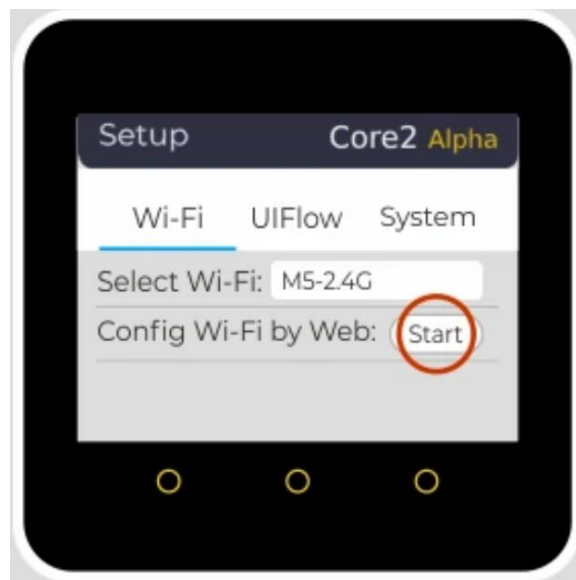 Setup Core2 Alpha
Wi-Fi UIFlow System
Select Wi-Fi: M5-2.4G
Config Wi-Fi by Web: Start